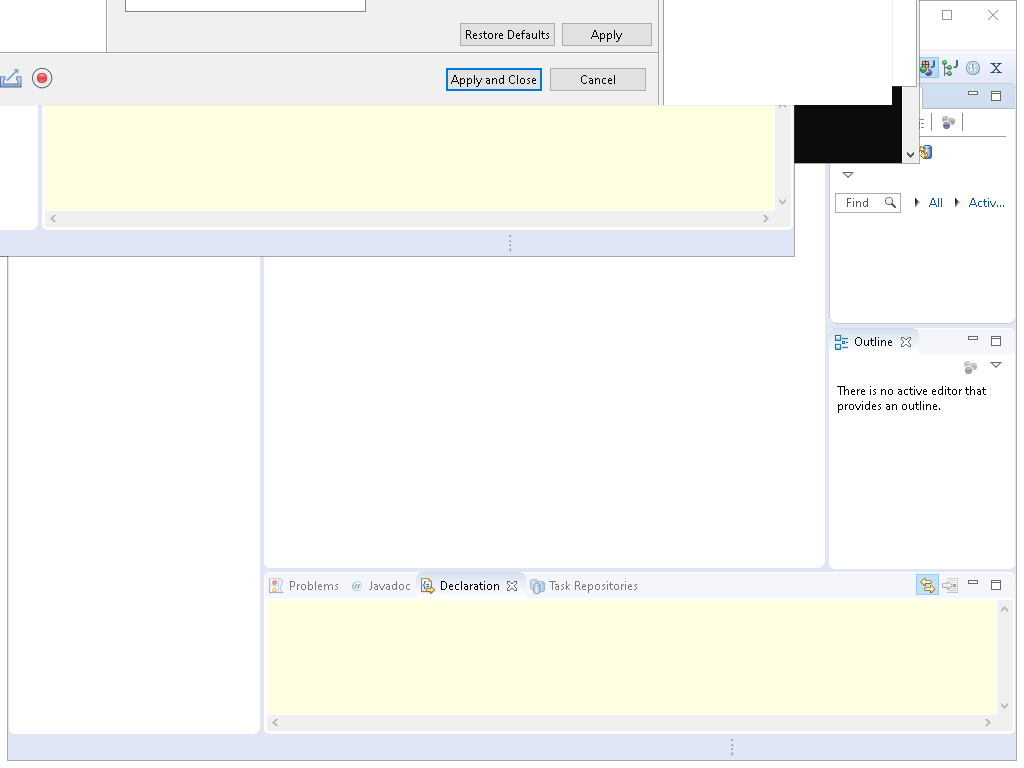 Restore Defaults Apply
Apply and Close Cancel
Find All Activ...
Outline
There is no active editor that
provides an outline.
Problems @ Javadoc Declaration Task Repositories